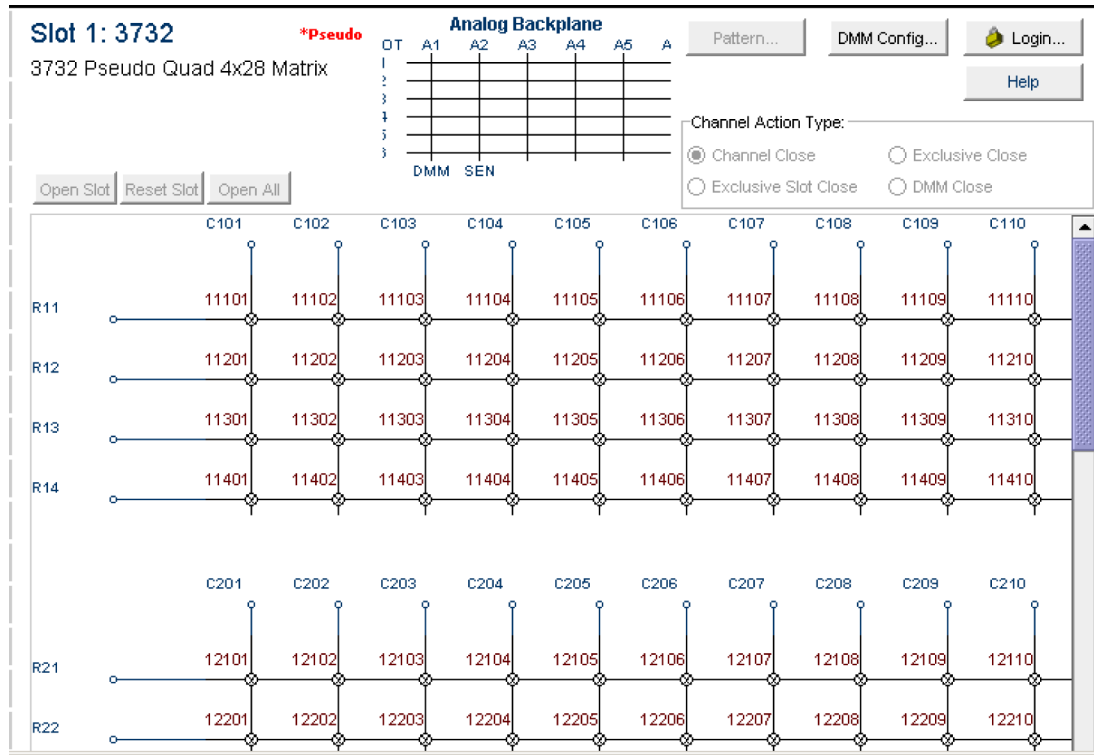 Slot 1: 3732
*Pseudo
3732 Pseudo Quad 4x28 Matrix
Analog Backplane
OT A1 A2 A3 A4 A5 A
2
3
4
5
DMM SEN
Pattern...
DMM Config...
Login...
Help
Channel Action Type:
Channel Close
Exclusive Close
Exclusive Slot Close
DMM Close
Open Slot
Reset Slot
Open All
C101 C102 C103 C104 C105 C106 C107 C108 C109 C110
R11 11101 11102 11103 11104 11105 11106 11107 11108 11109 11110
R12 11201 11202 11203 11204 11205 11206 11207 11208 11209 11210
R13 11301 11302 11303 11304 11305 11306 11307 11308 11309 11310
R14 11401 11402 11403 11404 11405 11406 11407 11408 11409 11410
C201 C202 C203 C204 C205 C206 C207 C208 C209 C210
R21 12101 12102 12103 12104 12105 12106 12107 12108 12109 12110
R22 12201 12202 12203 12204 12205 12206 12207 12208 12209 12210